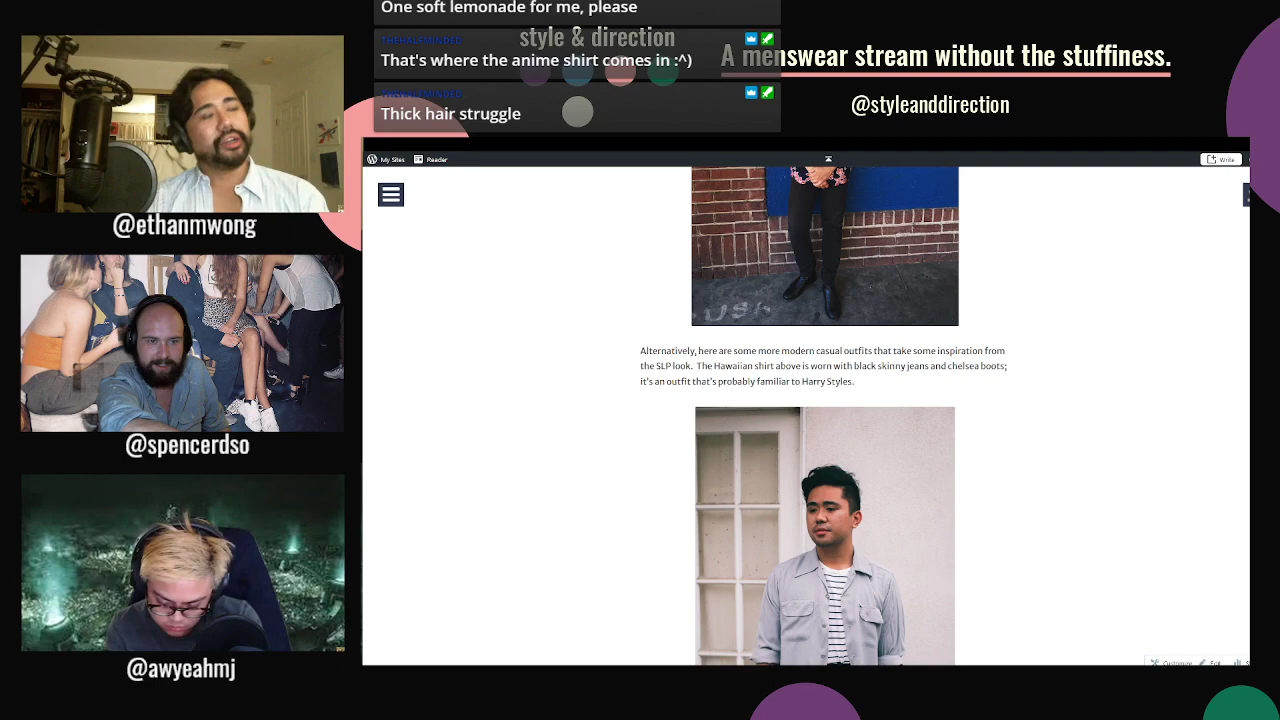 One soft lemonade for me, please
style & direction
That's where the anime shirt comes in :^)
Thick hair struggle
A menswear stream without the stuffiness.
@styleanddirection
@ethanmwong
@spencerdso
@awyeahmj
My Sites
Reader
Write
USA
Alternatively, here are some more modern casual outfits that take some inspiration from
the SLP look. The Hawaiian shirt above is worn with black skinny jeans and chelsea boots;
it's an outfit that's probably familiar to Harry Styles.
Customize
Edit